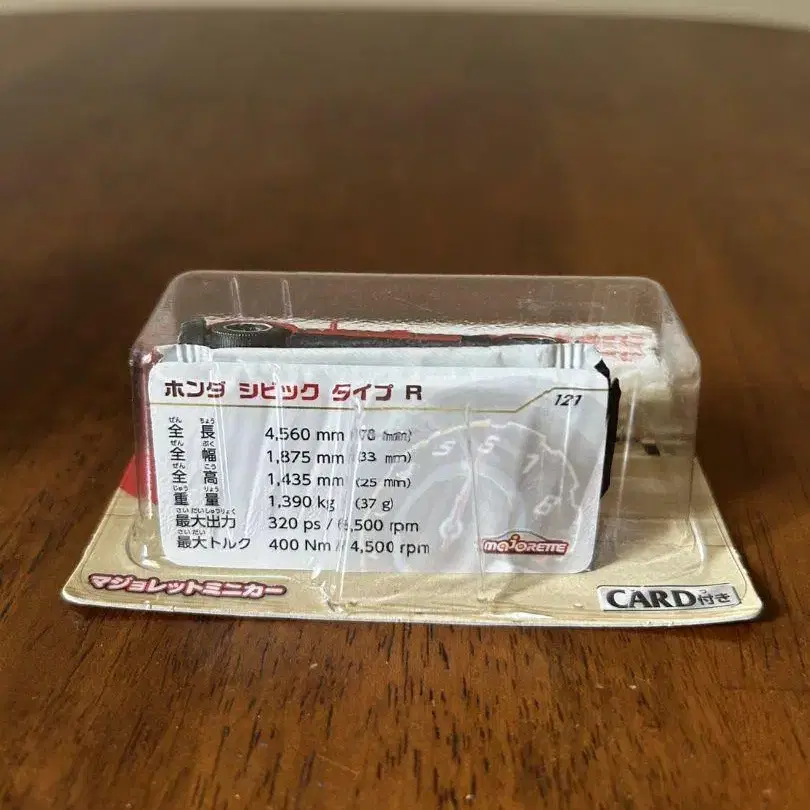 ホンダ シビック タイプ R
121
全長 4,560 mm (76 mm)
全幅 1,875 mm (33 mm)
全高 1,435 mm (25 mm)
重量 1,390 kg (37 g)
最大出力 320 ps / 6,500 rpm
最大トルク 400 Nm / 4,500 rpm
majorette
マジョレットミニカー
CARD付き